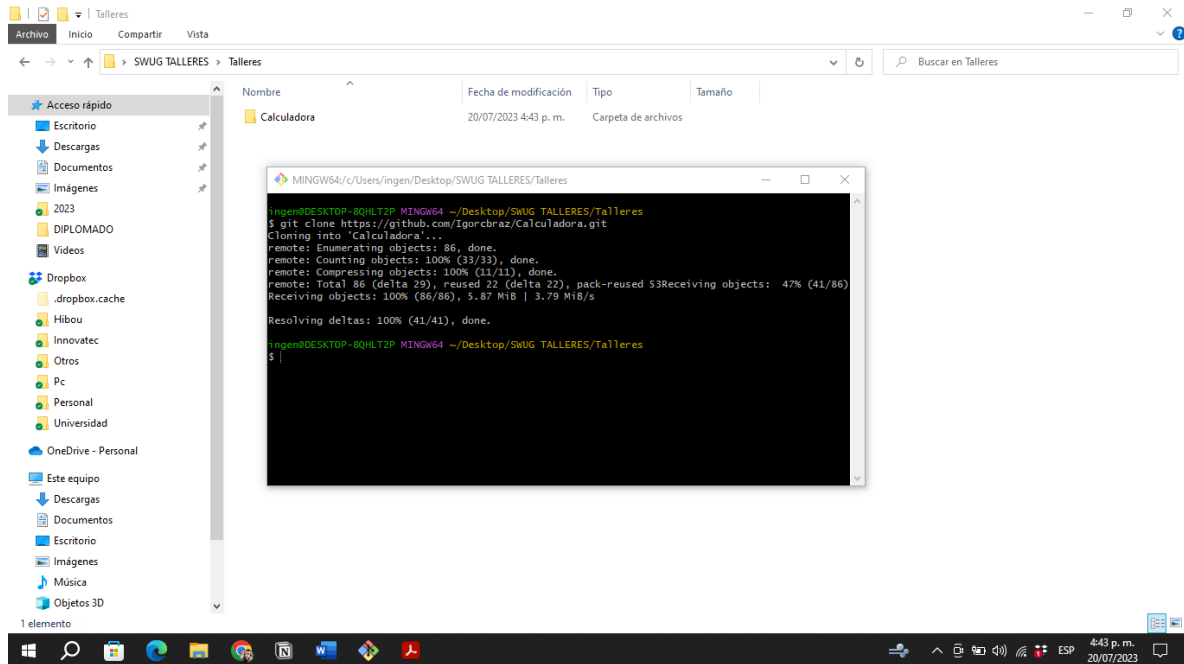 Talleres
Archivo Inicio Compartir Vista
SWUG TALLERES > Talleres
Buscar en Talleres
Nombre Fecha de modificación Tipo Tamaño
Calculadora 20/07/2023 4:43 p. m. Carpeta de archivos
Acceso rápido
Escritorio
Descargas
Documentos
Imágenes
2023
DIPLOMADO
Videos
Dropbox
.dropbox.cache
Hibou
Innovatec
Otros
Pc
Personal
Universidad
OneDrive - Personal
Este equipo
Descargas
Documentos
Escritorio
Imágenes
Música
Objetos 3D
1 elemento
MINGW64:/c/Users/ingen/Desktop/SWUG TALLERES/Talleres
ingen@DESKTOP-8QHLT2P MINGW64 ~/Desktop/SWUG TALLERES/Talleres
$ git clone https://github.com/Igorcbraz/Calculadora.git
Cloning into 'Calculadora'...
remote: Enumerating objects: 86, done.
remote: Counting objects: 100% (33/33), done.
remote: Compressing objects: 100% (11/11), done.
remote: Total 86 (delta 29), reused 22 (delta 22), pack-reused 53Receiving objects:  47% (41/86)
Receiving objects: 100% (86/86), 5.87 MiB | 3.79 MiB/s
Resolving deltas: 100% (41/41), done.
ingen@DESKTOP-8QHLT2P MINGW64 ~/Desktop/SWUG TALLERES/Talleres
$
ESP
4:43 p. m.
20/07/2023